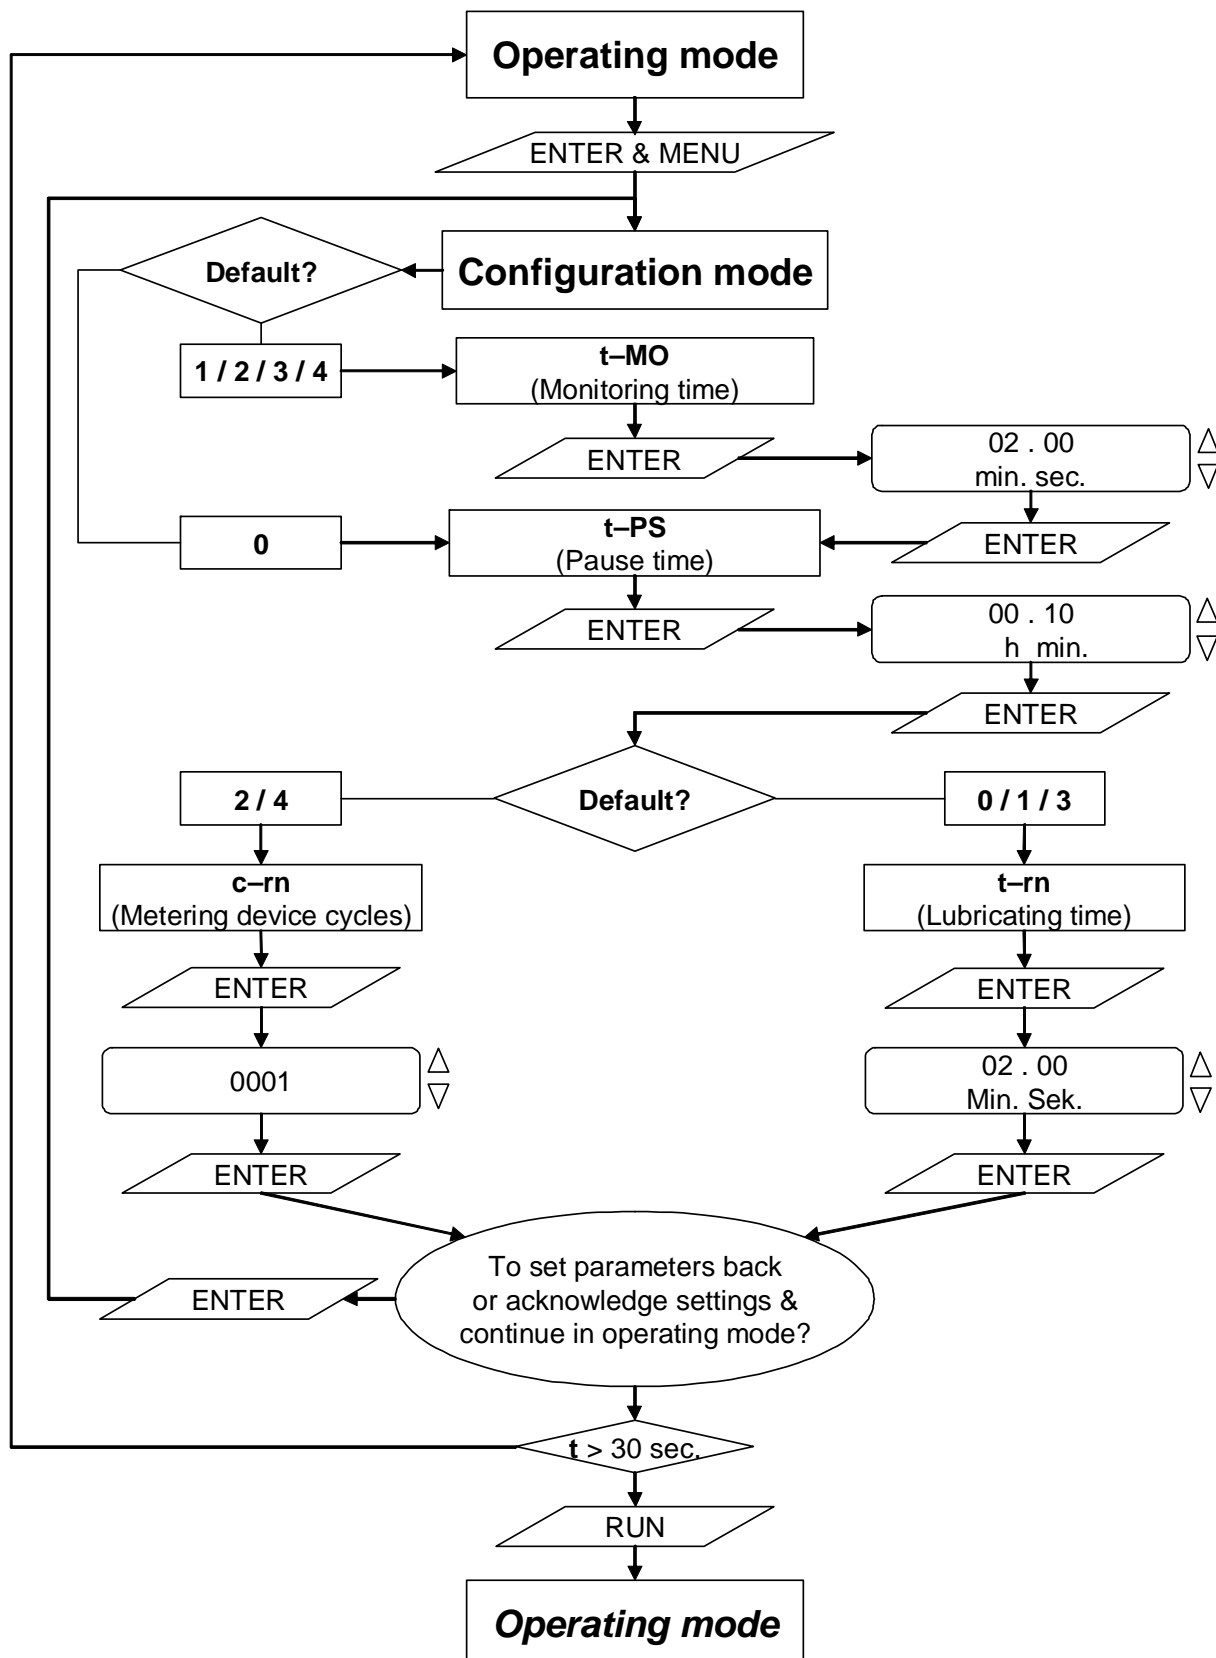 Operating mode
ENTER & MENU
Configuration mode
Default?
1 / 2 / 3 / 4
t–MO
(Monitoring time)
ENTER
02 . 00
min. sec.
ENTER
0
t–PS
(Pause time)
ENTER
00 . 10
h min.
ENTER
Default?
2 / 4
0 / 1 / 3
c–rn
(Metering device cycles)
t–rn
(Lubricating time)
ENTER
ENTER
0001
02 . 00
Min. Sek.
ENTER
ENTER
To set parameters back
or acknowledge settings &
continue in operating mode?
ENTER
t > 30 sec.
RUN
Operating mode